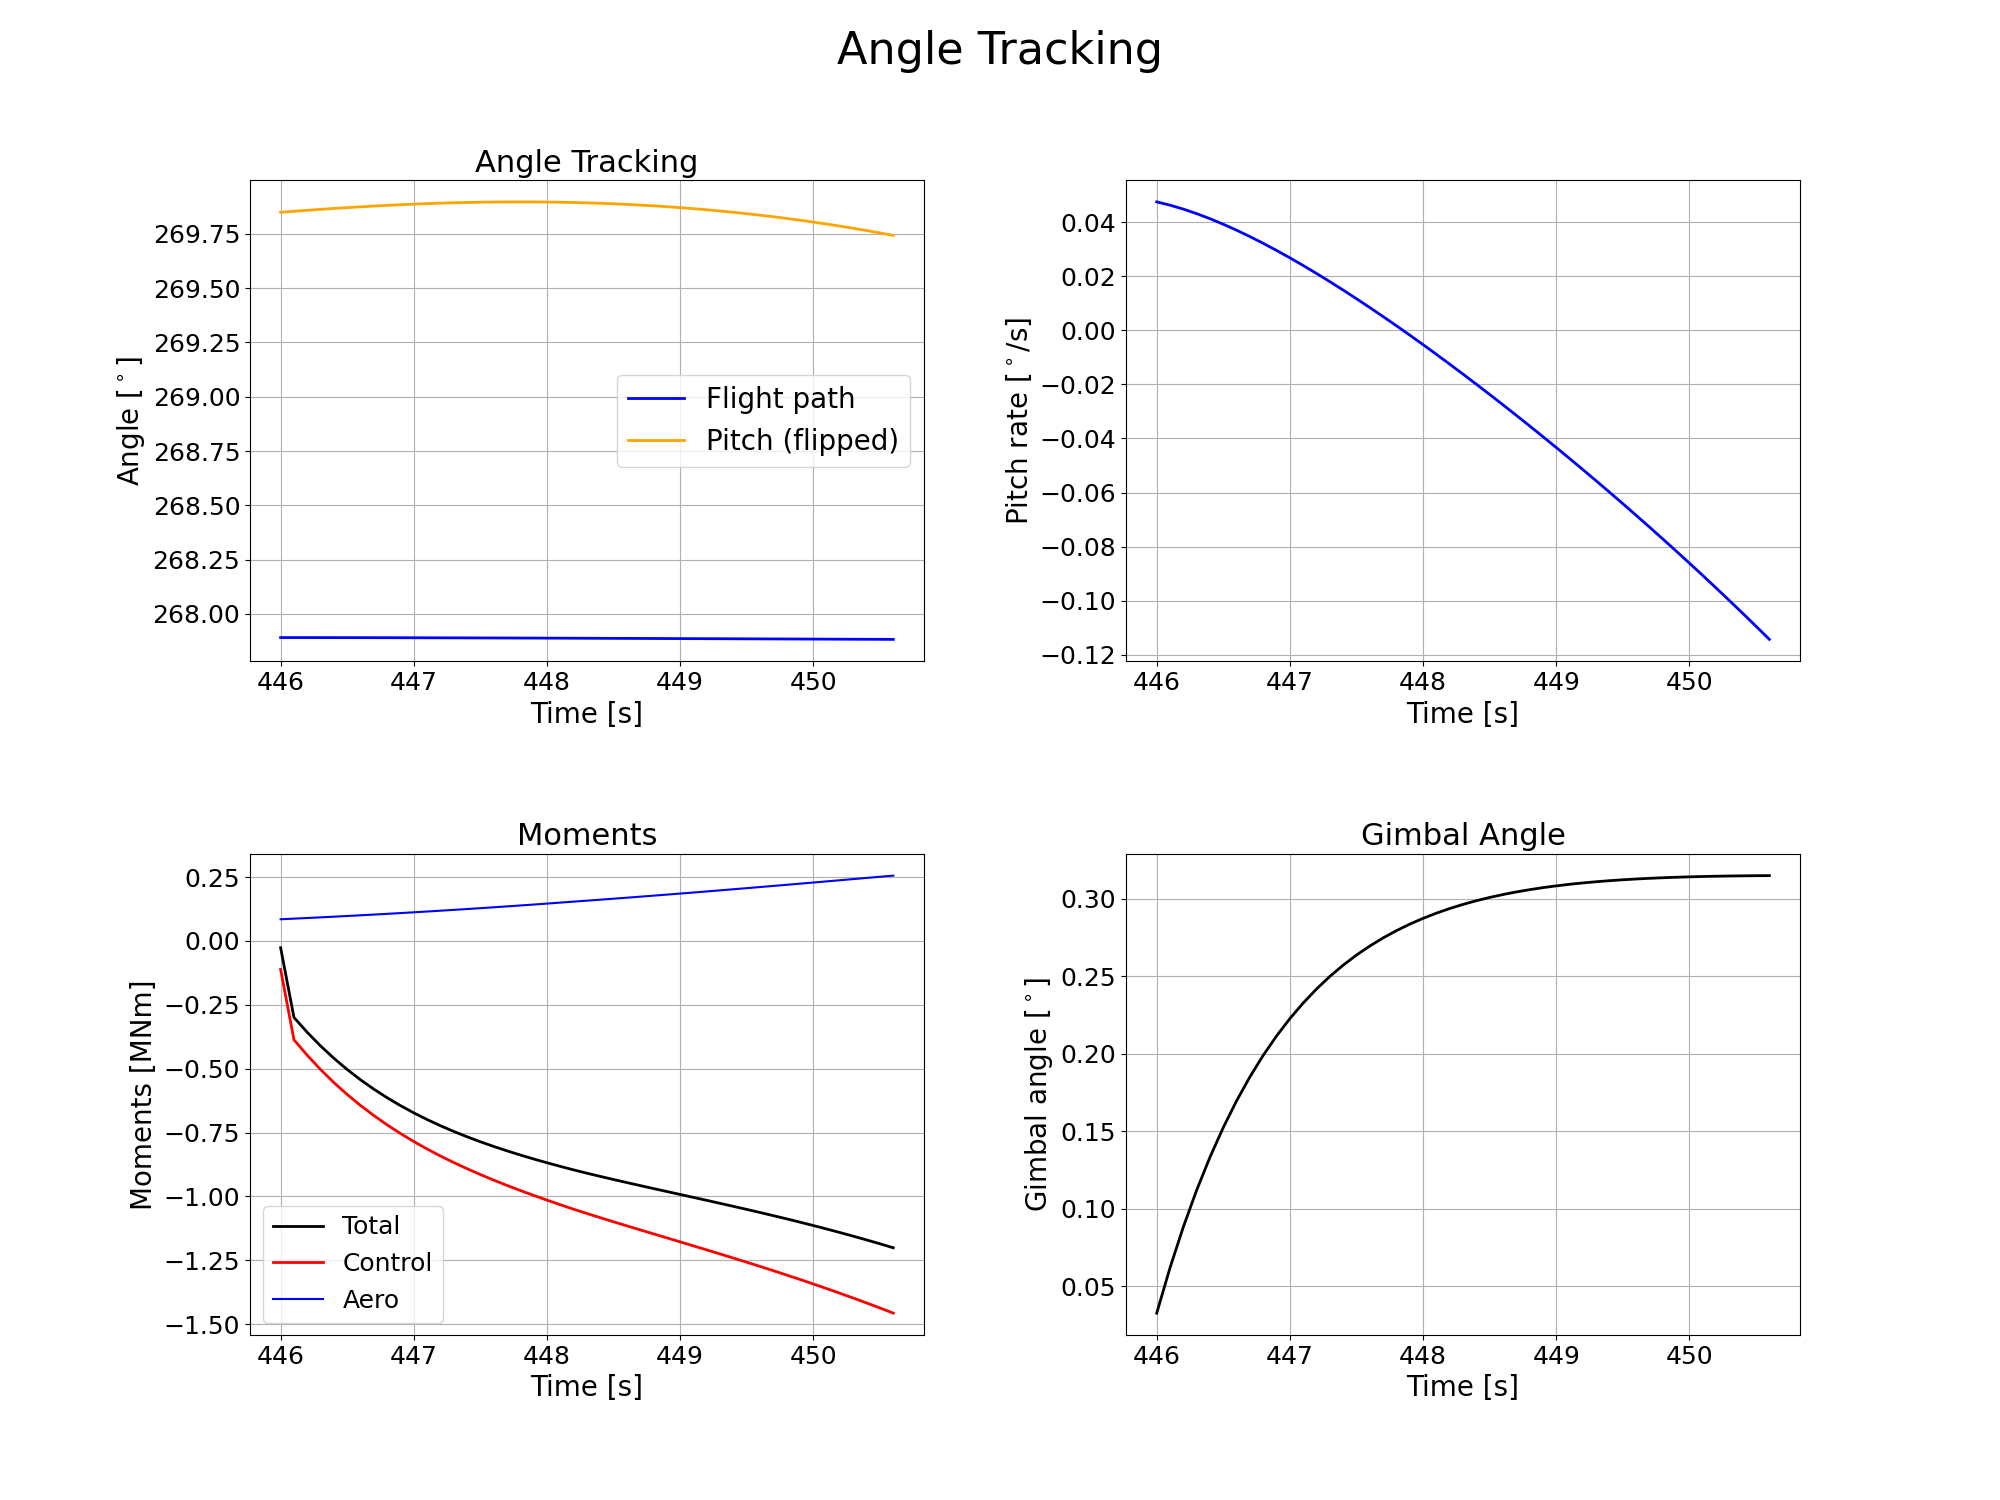 Angle Tracking
Angle Tracking
269.75
269.50
269.25
269.00
268.75
268.50
268.25
268.00
Angle [°]
Flight path
Pitch (flipped)
446 447 448 449 450
Time [s]
0.04
0.02
0.00
−0.02
−0.04
−0.06
−0.08
−0.10
−0.12
Pitch rate [°/s]
446 447 448 449 450
Time [s]
Moments
0.25
0.00
−0.25
−0.50
−0.75
−1.00
−1.25
−1.50
Moments [MNm]
Total
Control
Aero
446 447 448 449 450
Time [s]
Gimbal Angle
0.30
0.25
0.20
0.15
0.10
0.05
Gimbal angle [°]
446 447 448 449 450
Time [s]